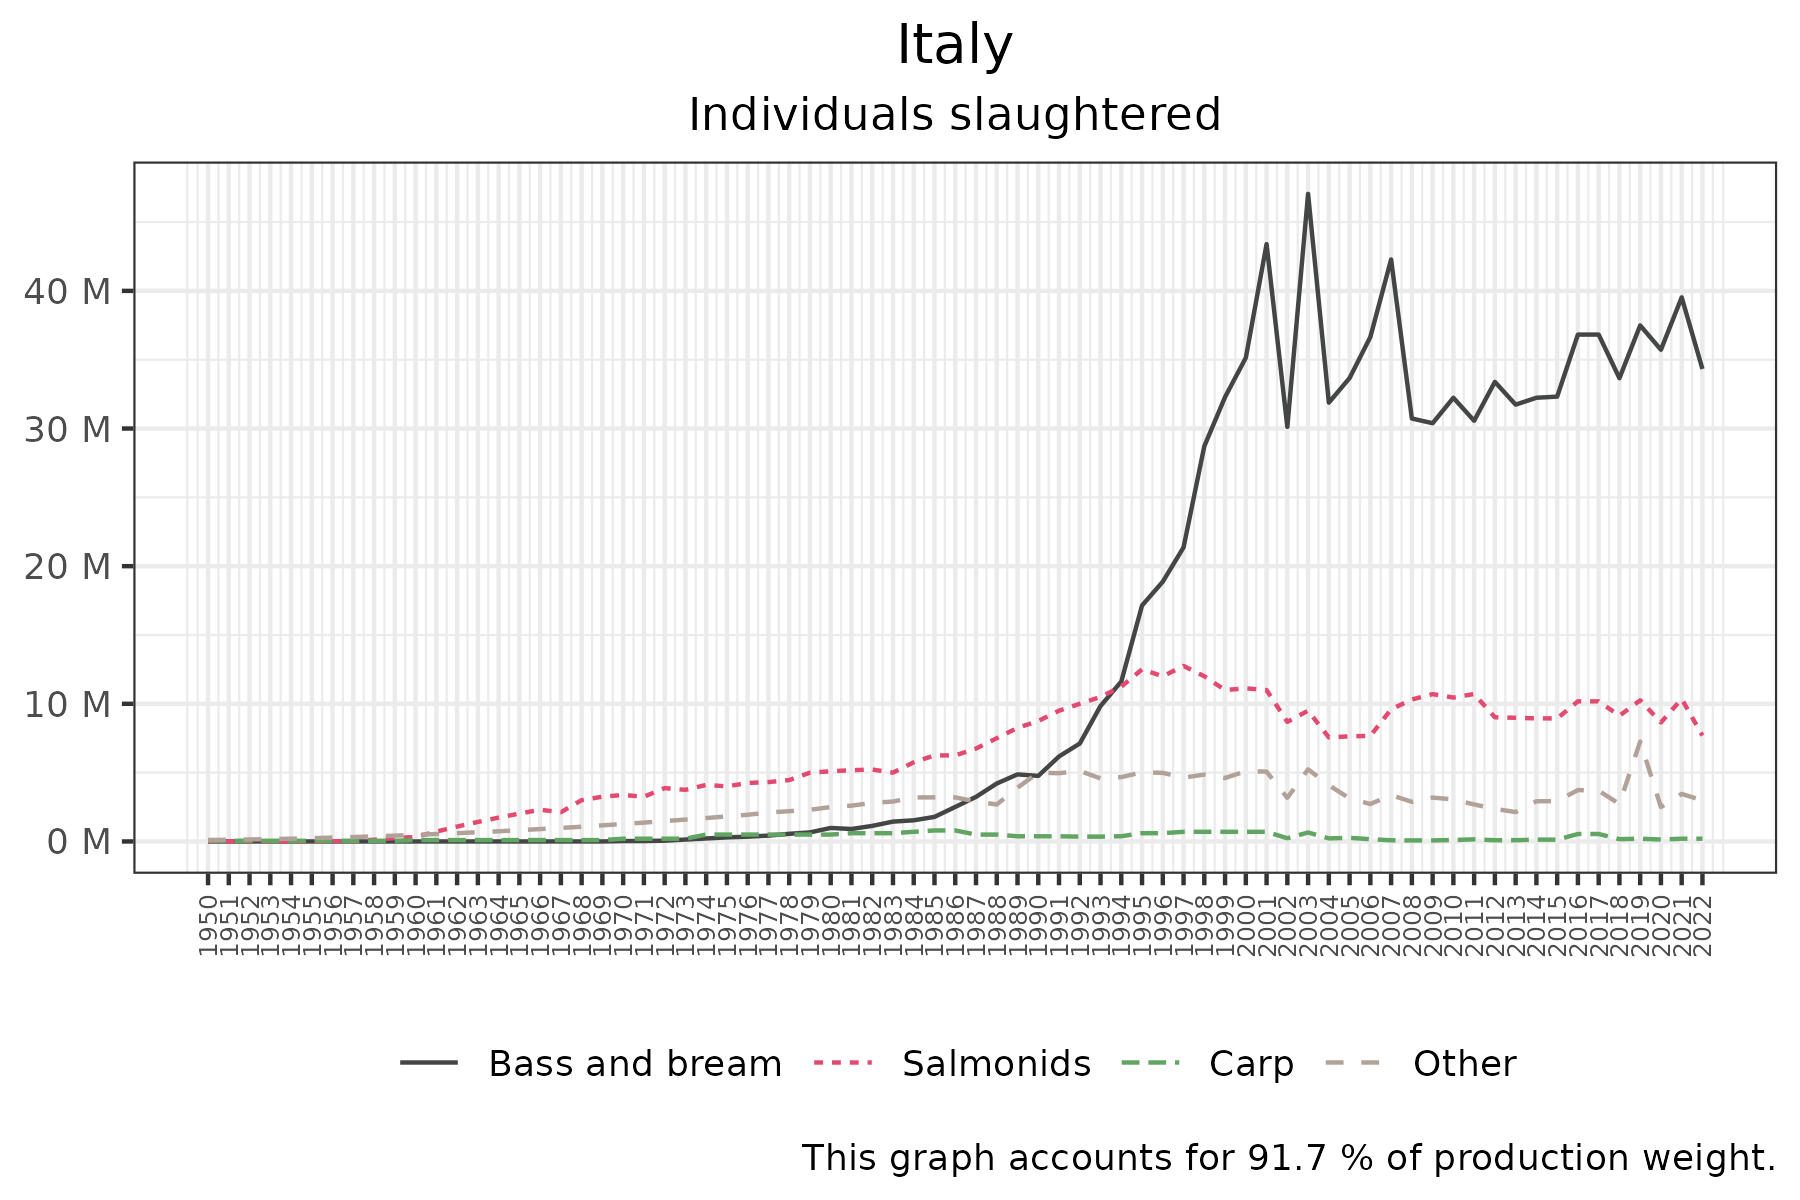 Italy
Individuals slaughtered
40 M
30 M
20 M
10 M
0 M
1950 1951 1952 1953 1954 1955 1956 1957 1958 1959 1960 1961 1962 1963 1964 1965 1966 1967 1968 1969 1970 1971 1972 1973 1974 1975 1976 1977 1978 1979 1980 1981 1982 1983 1984 1985 1986 1987 1988 1989 1990 1991 1992 1993 1994 1995 1996 1997 1998 1999 2000 2001 2002 2003 2004 2005 2006 2007 2008 2009 2010 2011 2012 2013 2014 2015 2016 2017 2018 2019 2020 2021 2022
Bass and bream Salmonids Carp Other
This graph accounts for 91.7 % of production weight.